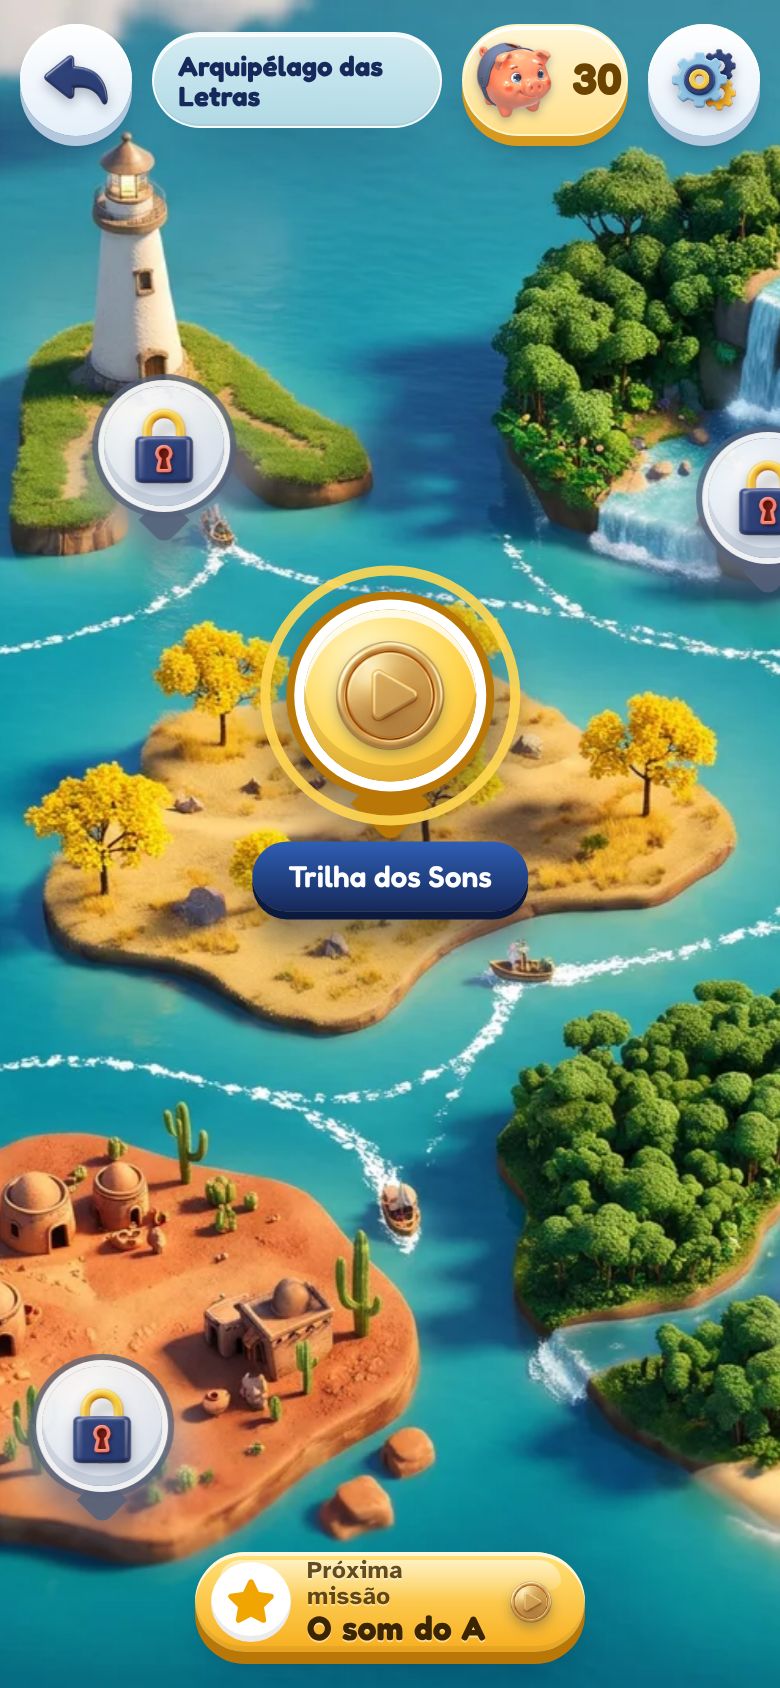 Arquipélago das
Letras
30
Trilha dos Sons
Próxima
missão
O som do A